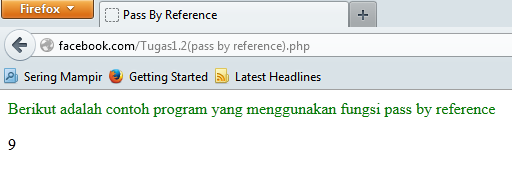 Firefox
Pass By Reference
facebook.com/Tugas1.2(pass by reference).php
Sering Mampir Getting Started Latest Headlines
Berikut adalah contoh program yang menggunakan fungsi pass by reference
9